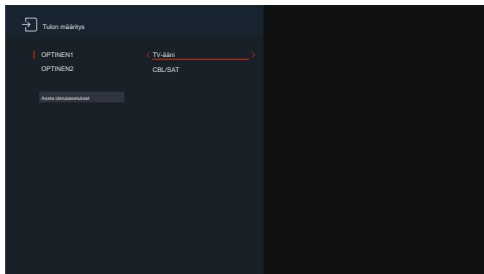 Tulon määritys
OPTINEN1 TV-ääni
OPTINEN2 CBL/SAT
Aseta oletusasetukset